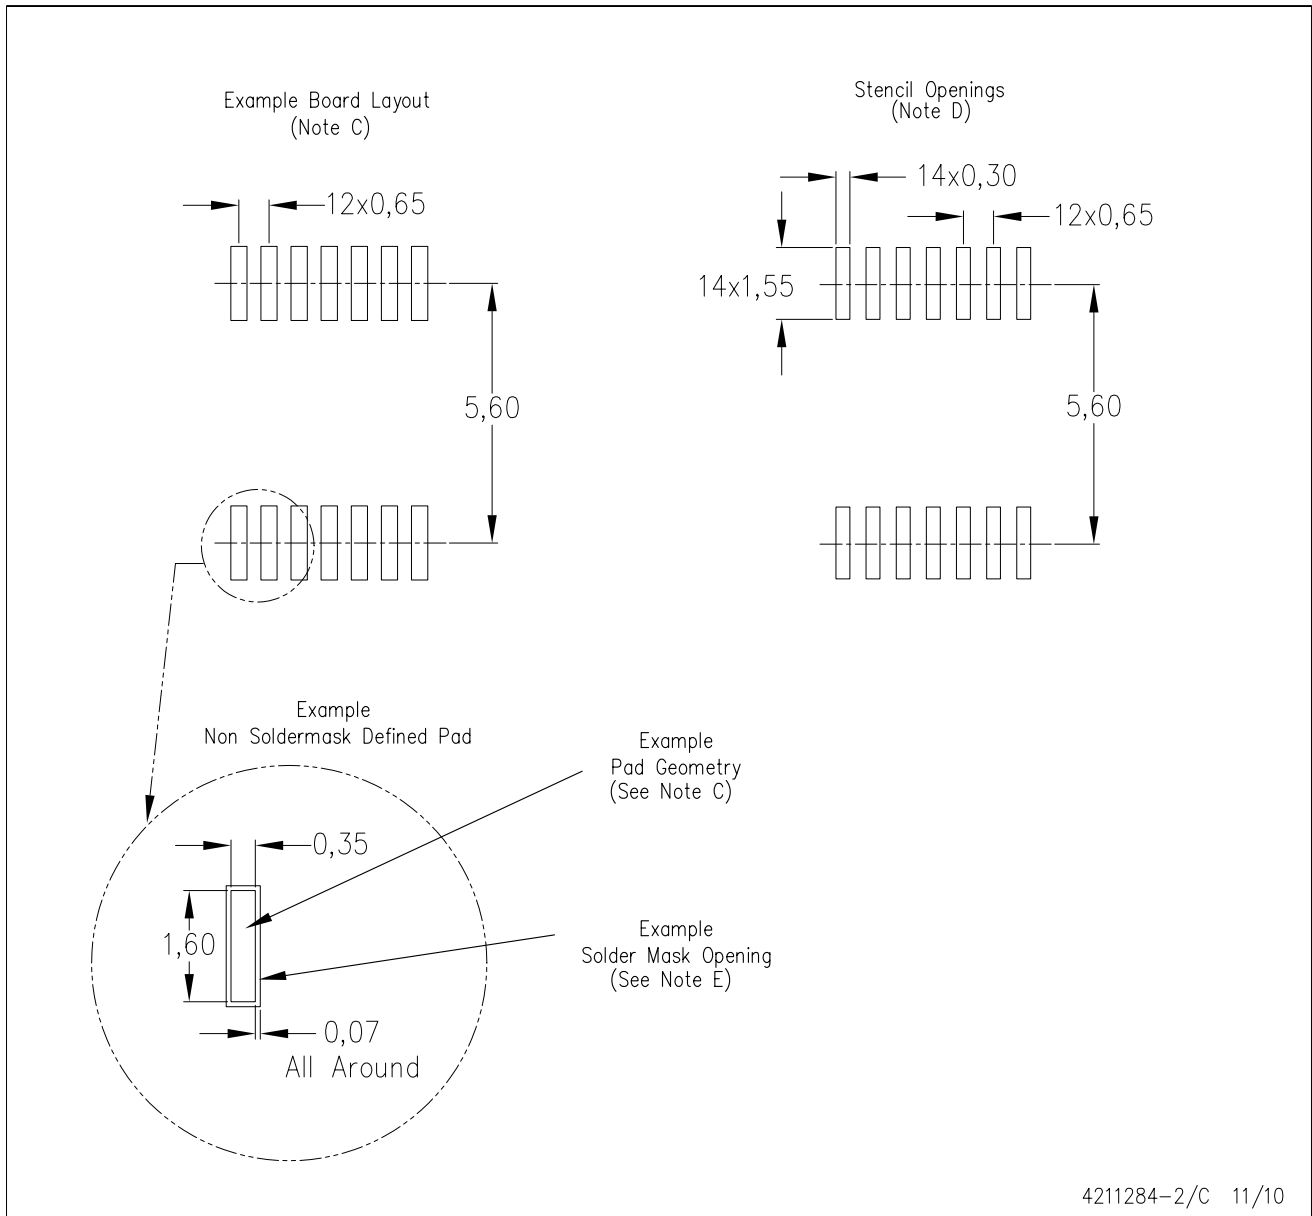 Example Board Layout
(Note C)
12x0,65
5,60
Stencil Openings
(Note D)
14x0,30
12x0,65
14x1,55
5,60
Example
Non Soldermask Defined Pad
0,35
1,60
0,07
All Around
Example
Pad Geometry
(See Note C)
Example
Solder Mask Opening
(See Note E)
4211284-2/C 11/10